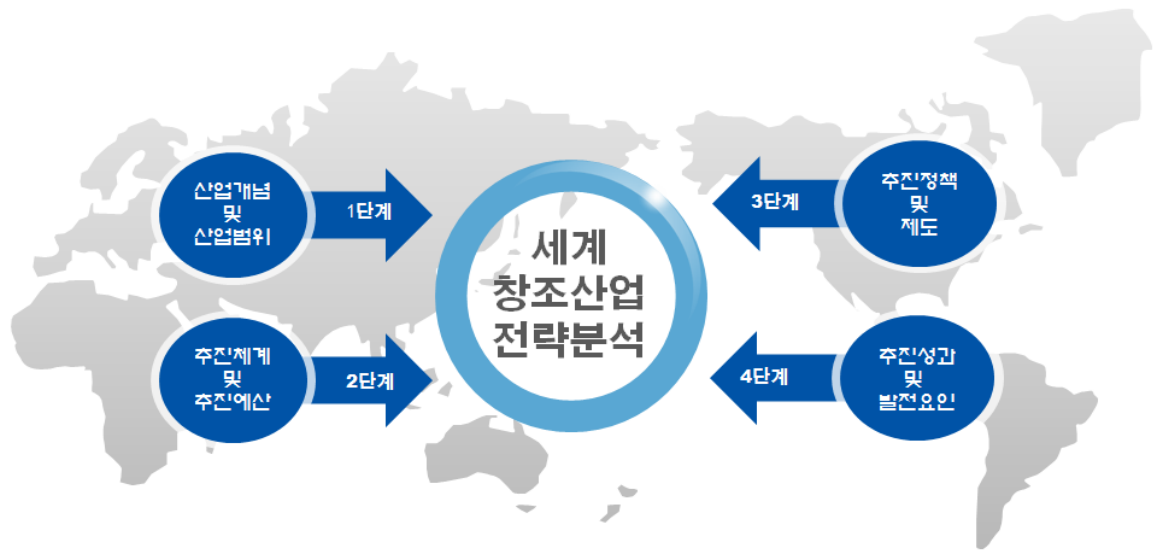 산업개념
및
산업범위
1단계
추진체계
및
추진예산
2단계
세계
창조산업
전략분석
3단계
추진정책
및
제도
4단계
추진성과
및
발전요인